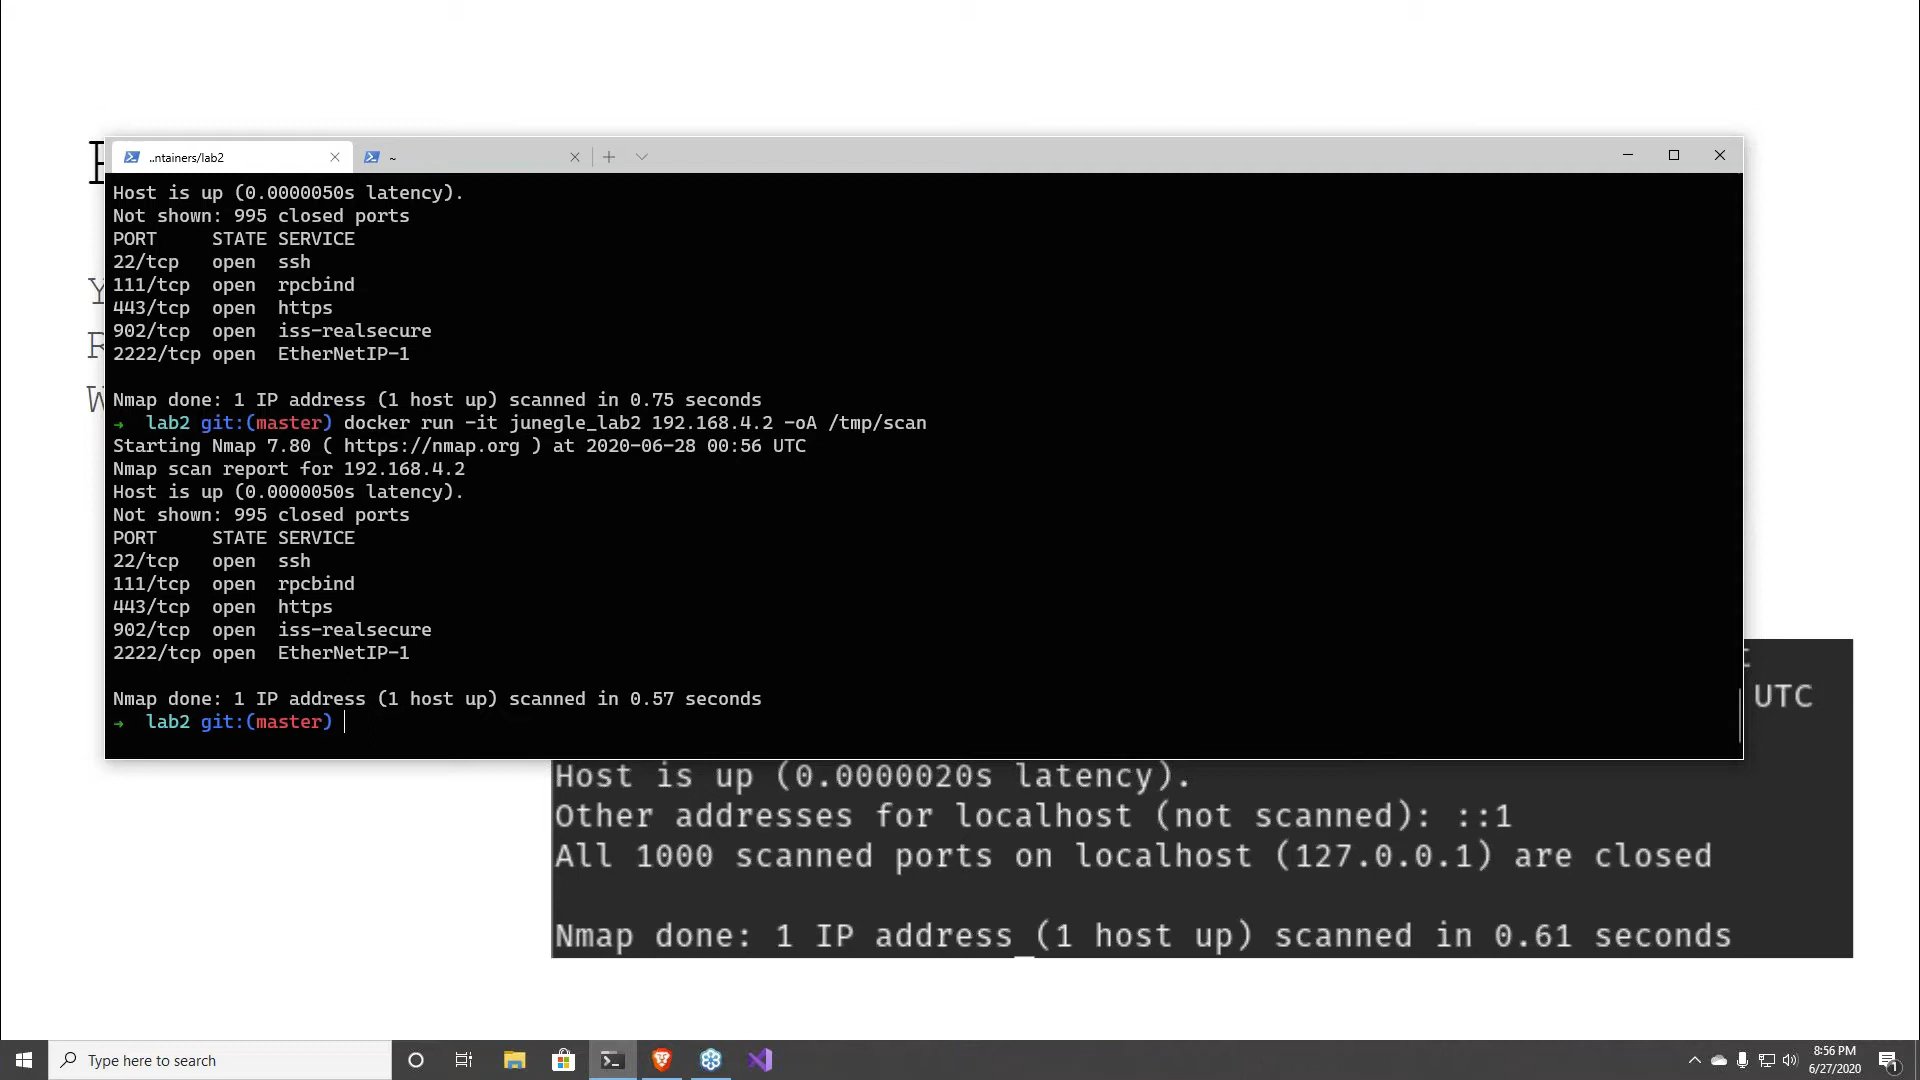 ..ntainers/lab2
~
Host is up (0.0000050s latency).
Not shown: 995 closed ports
PORT     STATE SERVICE
22/tcp   open  ssh
111/tcp  open  rpcbind
443/tcp  open  https
902/tcp  open  iss-realsecure
2222/tcp open  EtherNetIP-1
Nmap done: 1 IP address (1 host up) scanned in 0.75 seconds
→ lab2 git:(master) docker run -it junegle_lab2 192.168.4.2 -oA /tmp/scan
Starting Nmap 7.80 ( https://nmap.org ) at 2020-06-28 00:56 UTC
Nmap scan report for 192.168.4.2
Host is up (0.0000050s latency).
Not shown: 995 closed ports
PORT     STATE SERVICE
22/tcp   open  ssh
111/tcp  open  rpcbind
443/tcp  open  https
902/tcp  open  iss-realsecure
2222/tcp open  EtherNetIP-1
Nmap done: 1 IP address (1 host up) scanned in 0.57 seconds
→ lab2 git:(master)
UTC
Host is up (0.0000020s latency).
Other addresses for localhost (not scanned): ::1
All 1000 scanned ports on localhost (127.0.0.1) are closed
Nmap done: 1 IP address (1 host up) scanned in 0.61 seconds
Type here to search
8:56 PM
6/27/2020
1